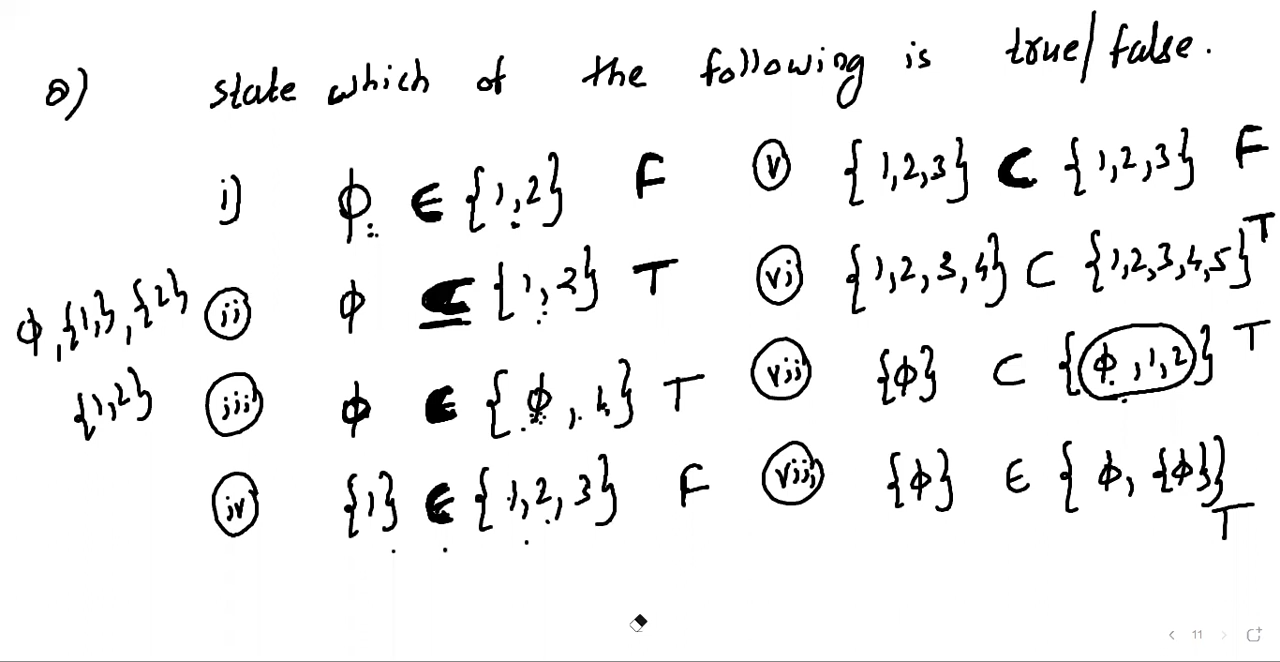 Q) state which of the following is true/false.
i) ϕ ∈ {1,2} F
ϕ,{1},{2}
{1,2}
ii ϕ ⊆ {1,2} T
iii ϕ ∈ {ϕ, 1} T
iv {1} ∈ {1,2,3} F
v {1,2,3} ⊂ {1,2,3} F
vi {1,2,3,4} ⊂ {1,2,3,4,5} T
vii {ϕ} ⊂ {ϕ,1,2} T
viii {ϕ} ∈ {ϕ, {ϕ}} T
11